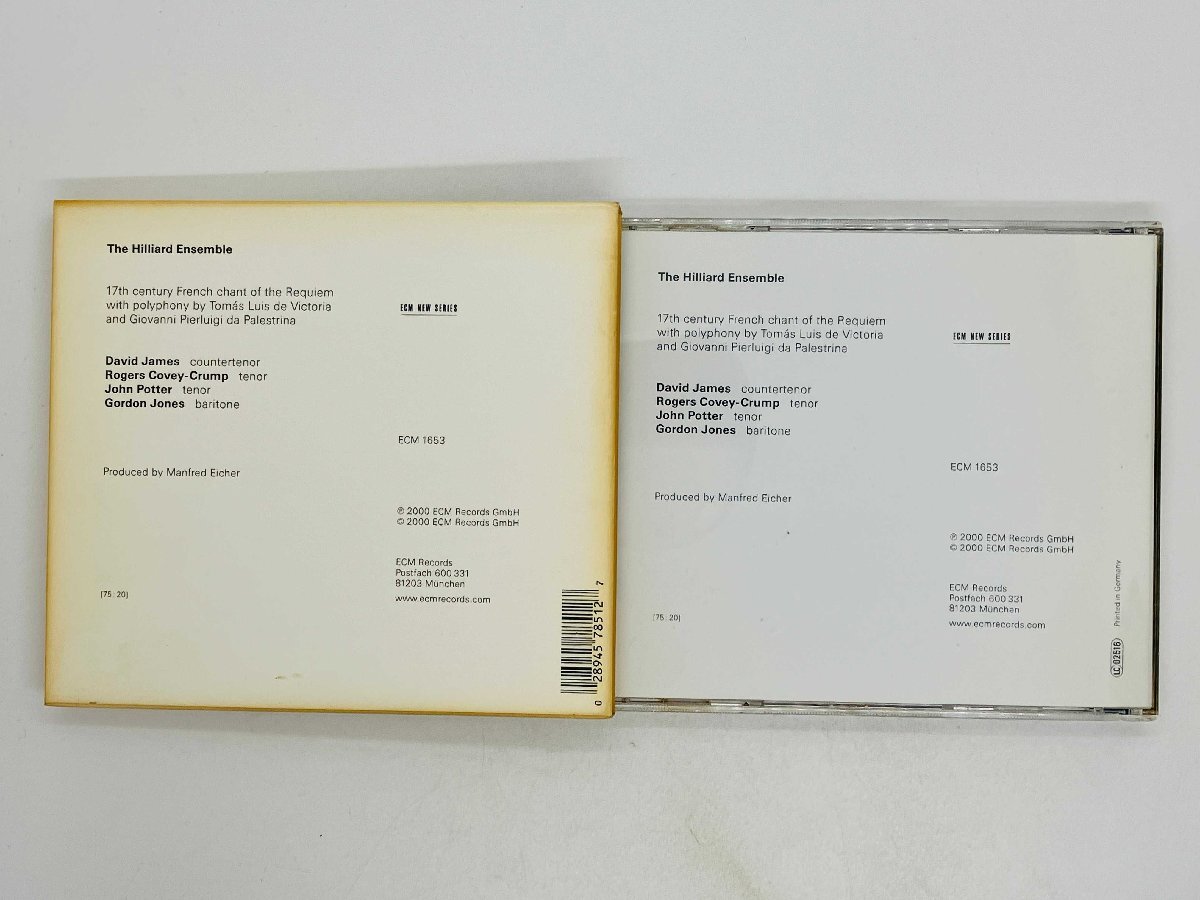 The Hilliard Ensemble
17th century French chant of the Requiem
with polyphony by Tomás Luis de Victoria
and Giovanni Pierluigi da Palestrina
ECM NEW SERIES
David James countertenor
Rogers Covey-Crump tenor
John Potter tenor
Gordon Jones baritone
ECM 1653
Produced by Manfred Eicher
℗ 2000 ECM Records GmbH
© 2000 ECM Records GmbH
ECM Records
Postfach 600 331
81203 München
www.ecmrecords.com
[75:20]
0 28945 78512 7
The Hilliard Ensemble
17th century French chant of the Requiem
with polyphony by Tomás Luis de Victoria
and Giovanni Pierluigi da Palestrina
ECM NEW SERIES
David James countertenor
Rogers Covey-Crump tenor
John Potter tenor
Gordon Jones baritone
ECM 1653
Produced by Manfred Eicher
℗ 2000 ECM Records GmbH
© 2000 ECM Records GmbH
ECM Records
Postfach 600 331
81203 München
www.ecmrecords.com
[75:20]
Printed in Germany
LC 02516